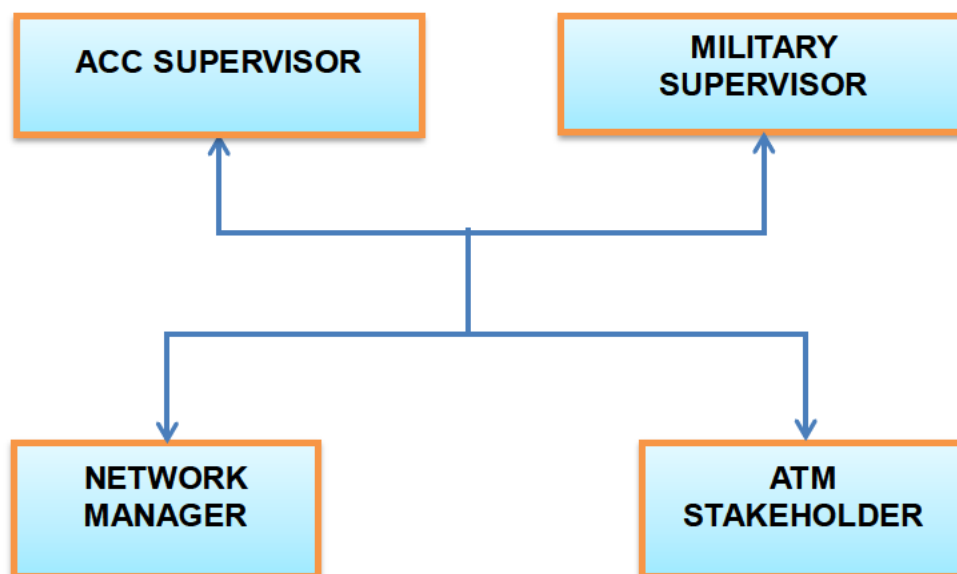 ACC SUPERVISOR
MILITARY
SUPERVISOR
NETWORK
MANAGER
ATM
STAKEHOLDER